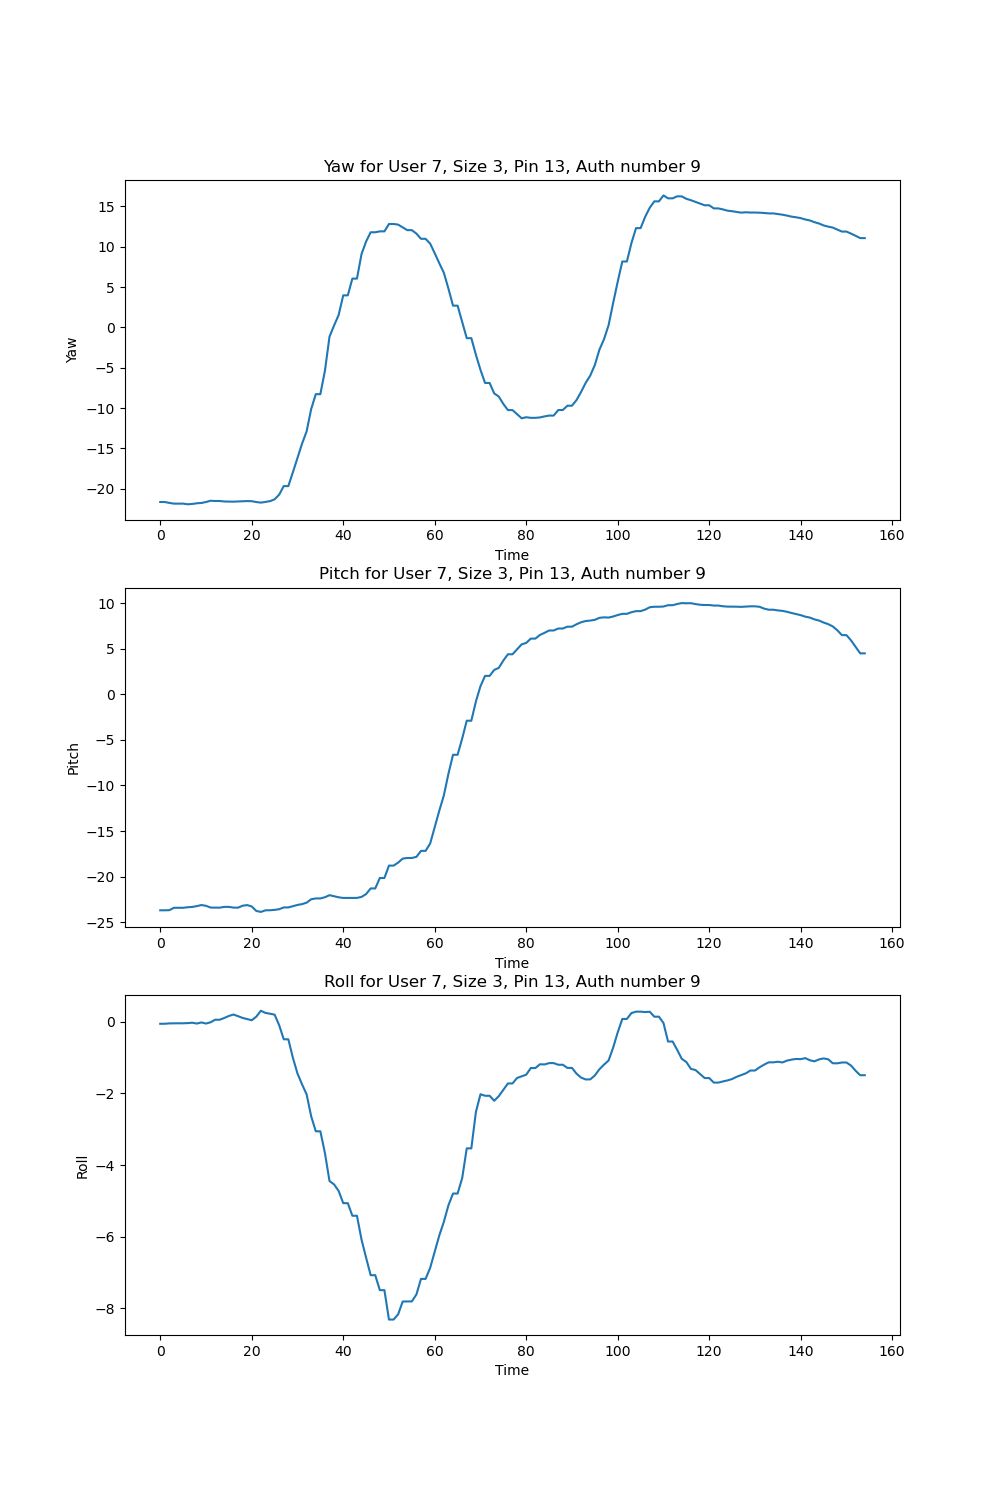 Yaw for User 7, Size 3, Pin 13, Auth number 9
15
10
5
0
−5
−10
−15
−20
Yaw
0 20 40 60 80 100 120 140 160
Time
Pitch for User 7, Size 3, Pin 13, Auth number 9
10
5
0
−5
−10
−15
−20
−25
Pitch
0 20 40 60 80 100 120 140 160
Time
Roll for User 7, Size 3, Pin 13, Auth number 9
0
−2
−4
−6
−8
Roll
0 20 40 60 80 100 120 140 160
Time